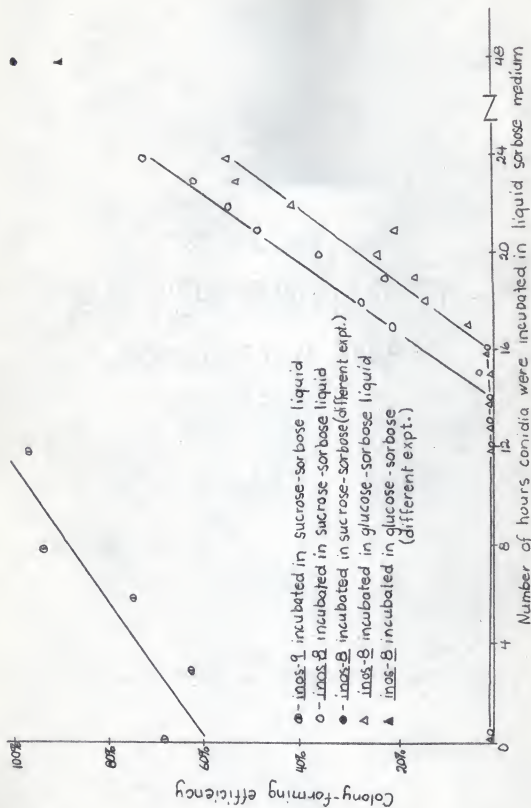 100%
80%
60%
40%
20%
Colony-forming efficiency
- inos-9 incubated in sucrose-sorbose liquid
- inos-8 incubated in sucrose-sorbose liquid
- inos-8 incubated in sucrose-sorbose (different expt.)
- inos-8 incubated in glucose-sorbose liquid
- inos-8 incubated in glucose-sorbose
(different expt.)
0 4 8 12 16 20 24 48
Number of hours conidia were incubated in liquid sorbose medium